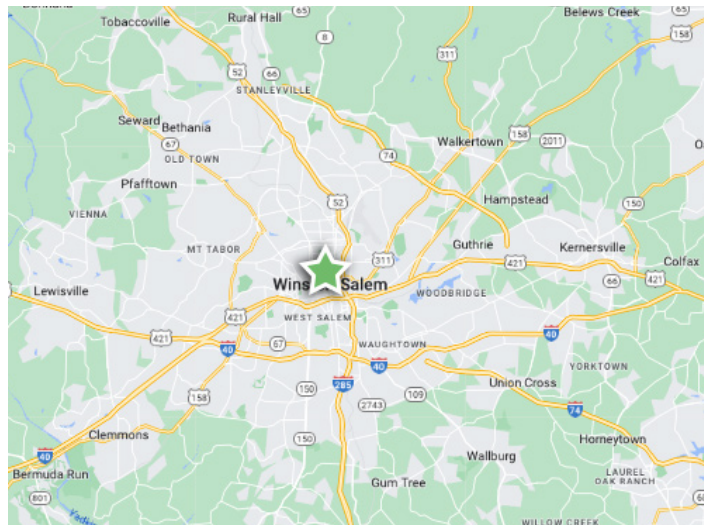 Rural Hall
65
Belews Creek
65
Tobaccoville
8
158
311
52
66
STANLEYVILLE
Seward
Bethania
67
OLD TOWN
74
Walkertown
158
2011
Pfafftown
52
Hampstead
150
VIENNA
MT TABOR
311
Guthrie
421
Kernersville
Colfax
421
66
Lewisville
Salem
WOODBRIDGE
421
WEST SALEM
421
40
67
WAUGHTOWN
40
40
YORKTOWN
285
150
158
2743
109
Union Cross
74
Clemmons
150
Horneytown
40
Wallburg
Bermuda Run
LAUREL
OAK RANCH
801
Gum Tree
WILLOW CREEK